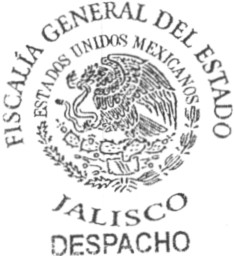 FISCALÍA GENERAL DEL ESTADO
ESTADOS UNIDOS MEXICANOS
JALISCO
DESPACHO